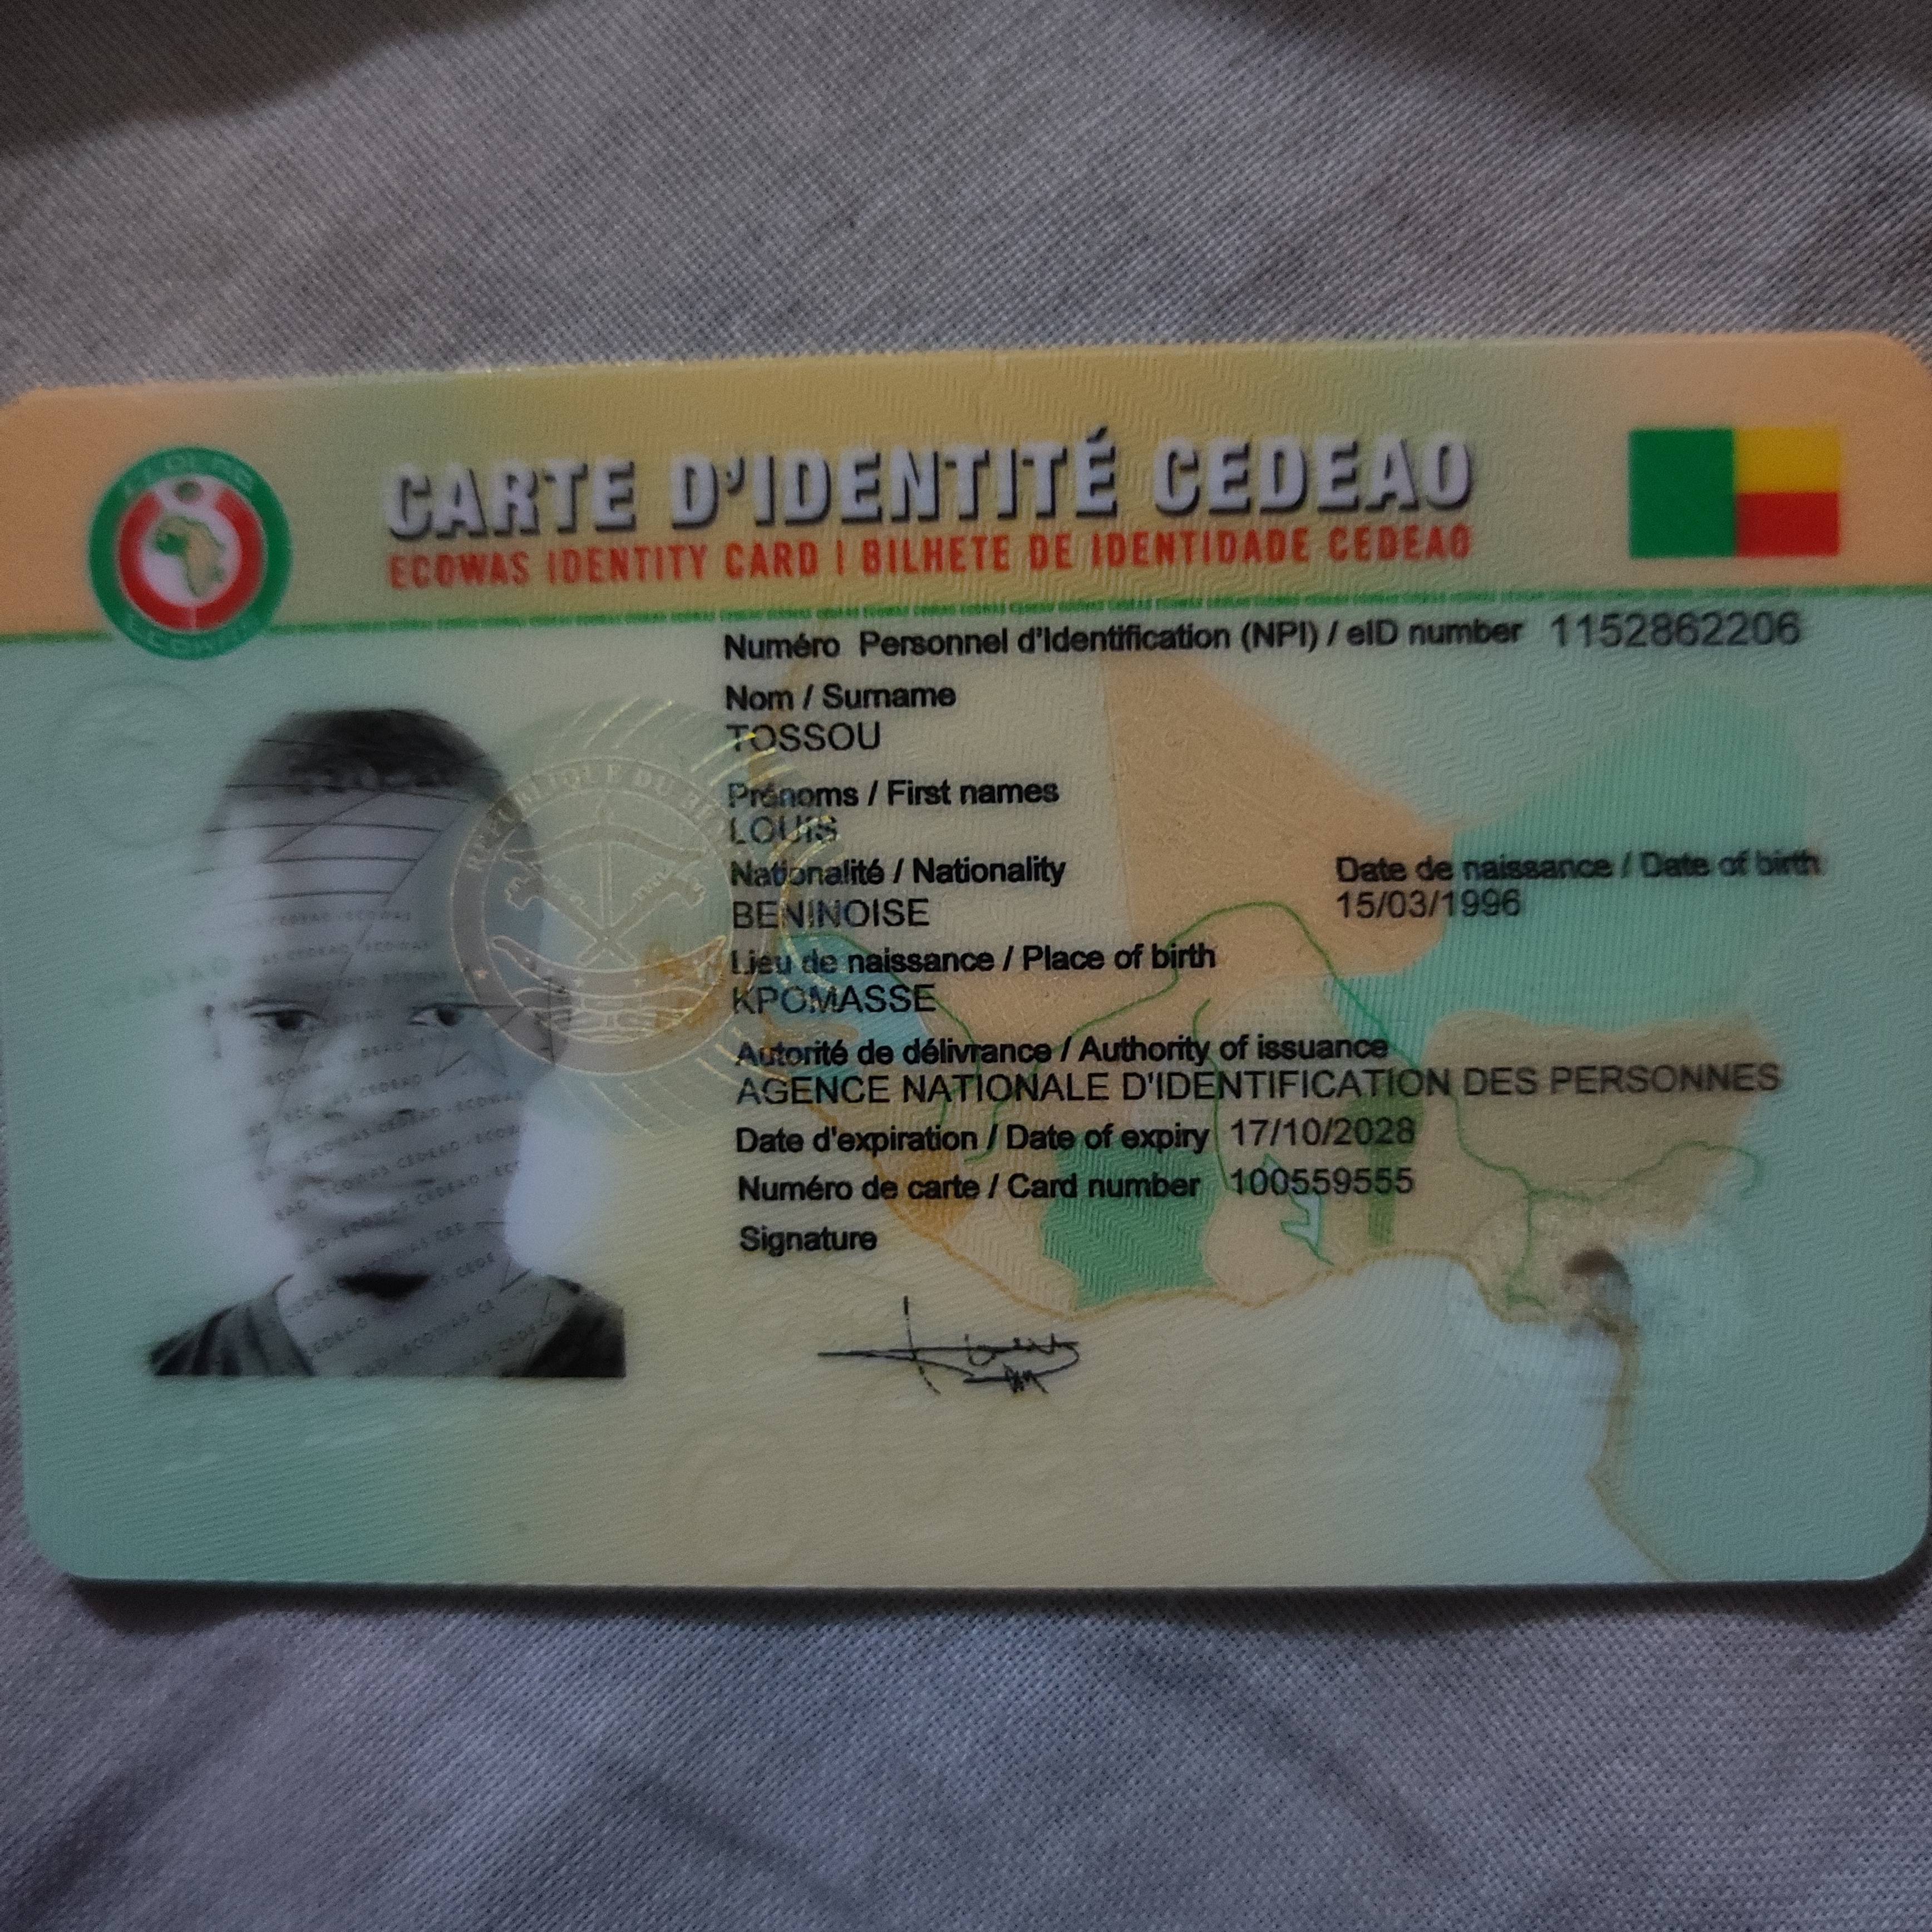 CARTE D'IDENTITÉ CEDEAO
ECOWAS IDENTITY CARD | BILHETE DE IDENTIDADE CEDEAO
Numéro Personnel d'Identification (NPI) / eID number 1152862206
Nom / Surname
TOSSOU
Prénoms / First names
LOUIS
Nationalité / Nationality
BENINOISE
Date de naissance / Date of birth
15/03/1996
Lieu de naissance / Place of birth
KPOMASSE
Autorité de délivrance / Authority of issuance
AGENCE NATIONALE D'IDENTIFICATION DES PERSONNES
Date d'expiration / Date of expiry 17/10/2028
Numéro de carte / Card number 100559555
Signature